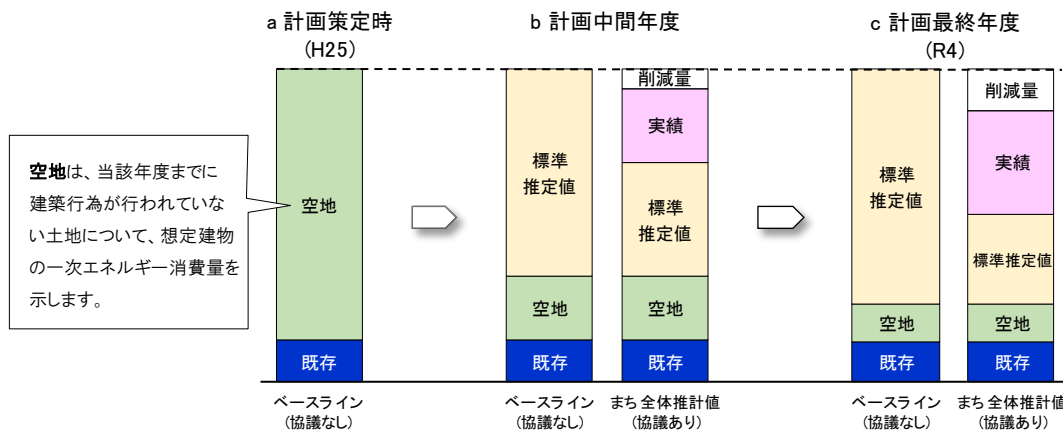 a 計画策定時
(H25)
b 計画中間年度
c 計画最終年度
(R4)
空地は、当該年度までに
建築行為が行われていな
い土地について、想定建物
の一次エネルギー消費量を
示します。
空地
既存
ベースライン
(協議なし)
標準
推定値
空地
既存
ベースライン
(協議なし)
削減量
実績
標準
推定値
空地
既存
まち全体推計値
(協議あり)
標準
推定値
空地
既存
ベースライン
(協議なし)
削減量
実績
標準推定値
空地
既存
まち全体推計値
(協議あり)